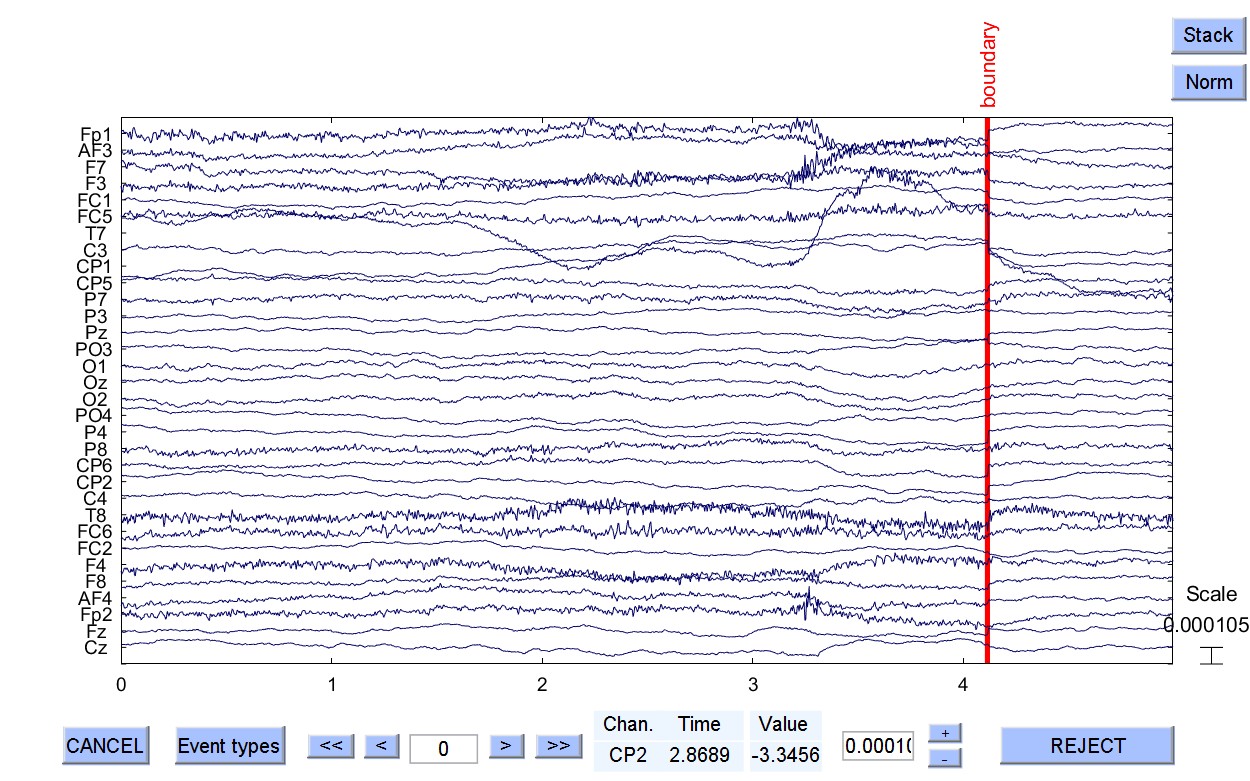 boundary
Stack
Norm
Fp1
AF3
F7
F3
FC1
FC5
T7
C3
CP1
CP5
P7
P3
Pz
PO3
O1
Oz
O2
PO4
P4
P8
CP6
CP2
C4
T8
FC6
FC2
F4
F8
AF4
Fp2
Fz
Cz
Scale
0.000105
0 1 2 3 4
Chan. Time Value
CANCEL Event types << < 0 > >> CP2 2.8689 -3.3456 0.0001 + - REJECT